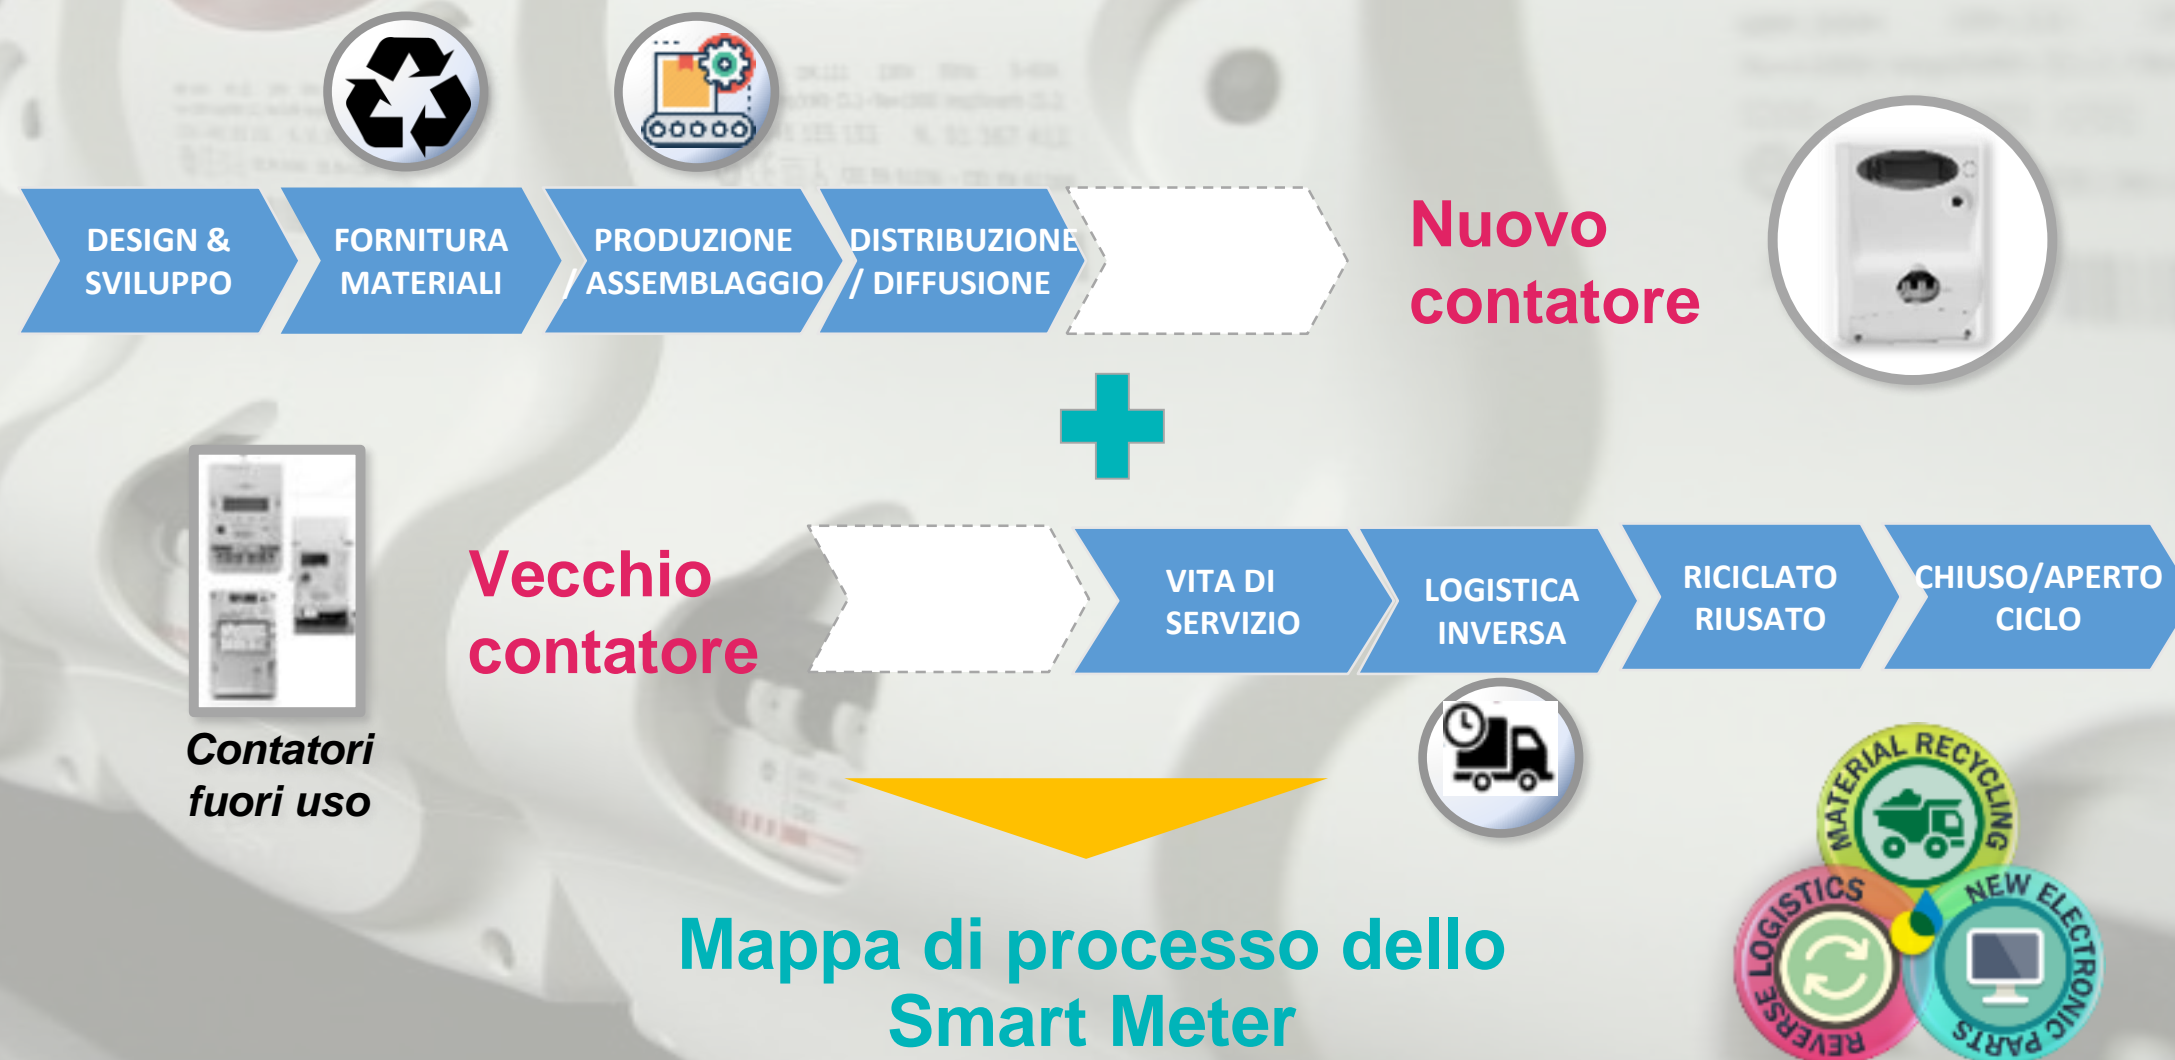 DESIGN &
SVILUPPO
FORNITURA
MATERIALI
PRODUZIONE
/ ASSEMBLAGGIO
DISTRIBUZIONE
/ DIFFUSIONE
Nuovo
contatore
Vecchio
contatore
VITA DI
SERVIZIO
LOGISTICA
INVERSA
RICICLATO
RIUSATO
CHIUSO/APERTO
CICLO
Contatori
fuori uso
MATERIAL RECYCLING
REVERSE LOGISTICS
NEW ELECTRONIC PARTS
Mappa di processo dello
Smart Meter